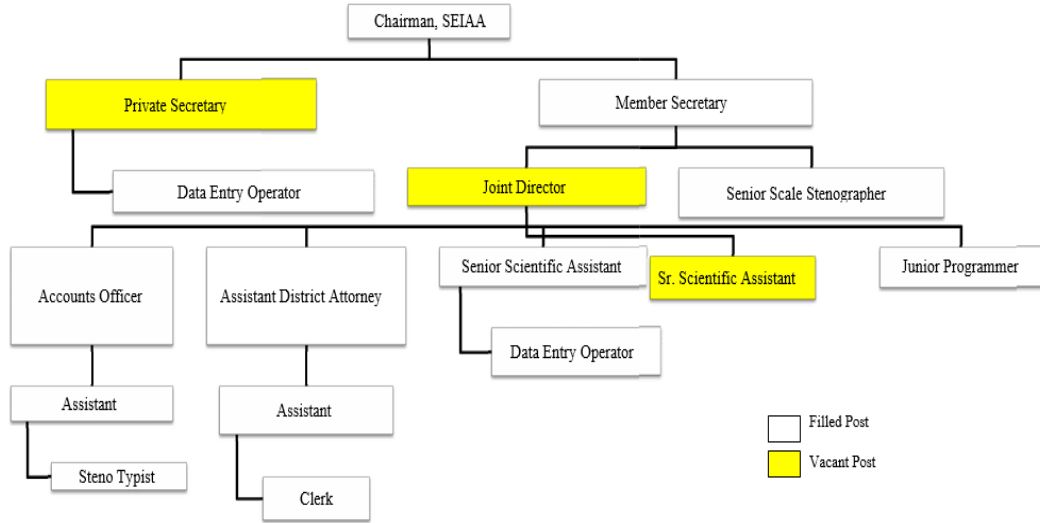 Chairman, SEIAA
Private Secretary
Member Secretary
Data Entry Operator
Joint Director
Senior Scale Stenographer
Accounts Officer
Assistant District Attorney
Senior Scientific Assistant
Sr. Scientific Assistant
Junior Programmer
Data Entry Operator
Assistant
Assistant
Steno Typist
Clerk
Filled Post
Vacant Post